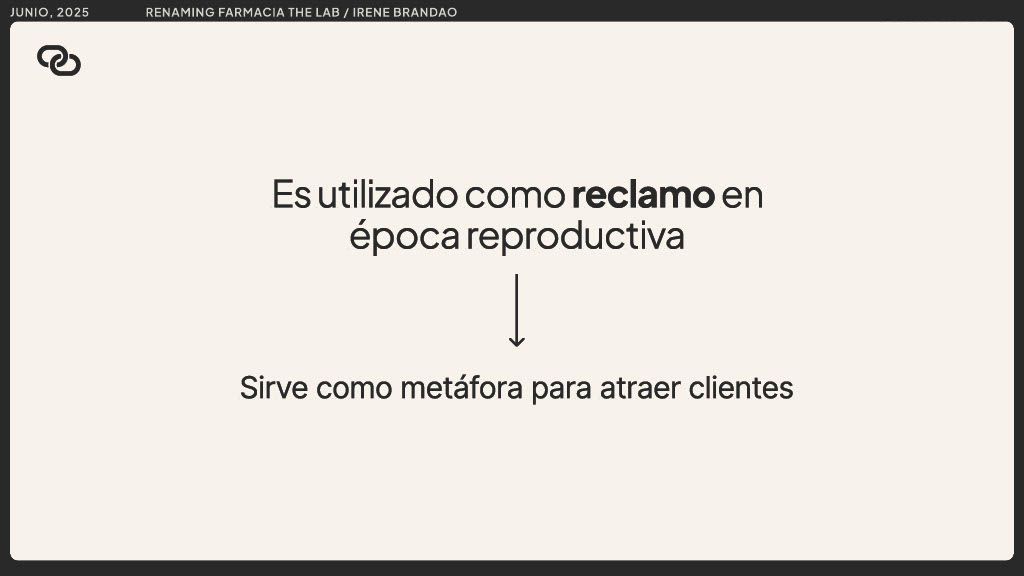 JUNIO, 2025
RENAMING FARMACIA THE LAB / IRENE BRANDAO
Es utilizado como reclamo en
época reproductiva
Sirve como metáfora para atraer clientes